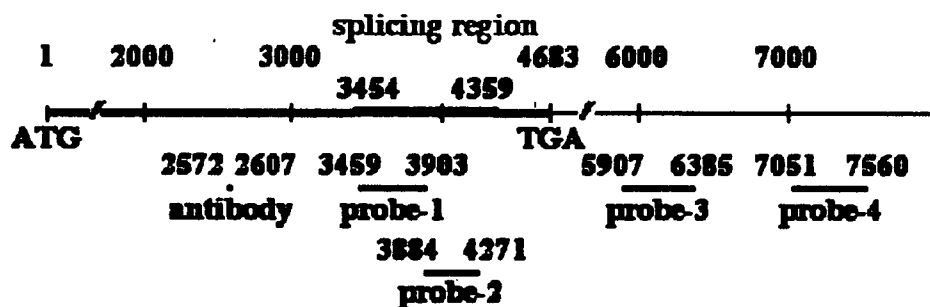 splicing region
1 2000 3000 4683 6000 7000
3454 4359
ATG TGA
2572 2607 3459 3903 5907 6385 7051 7560
antibody probe-1 probe-3 probe-4
3884 4271
probe-2